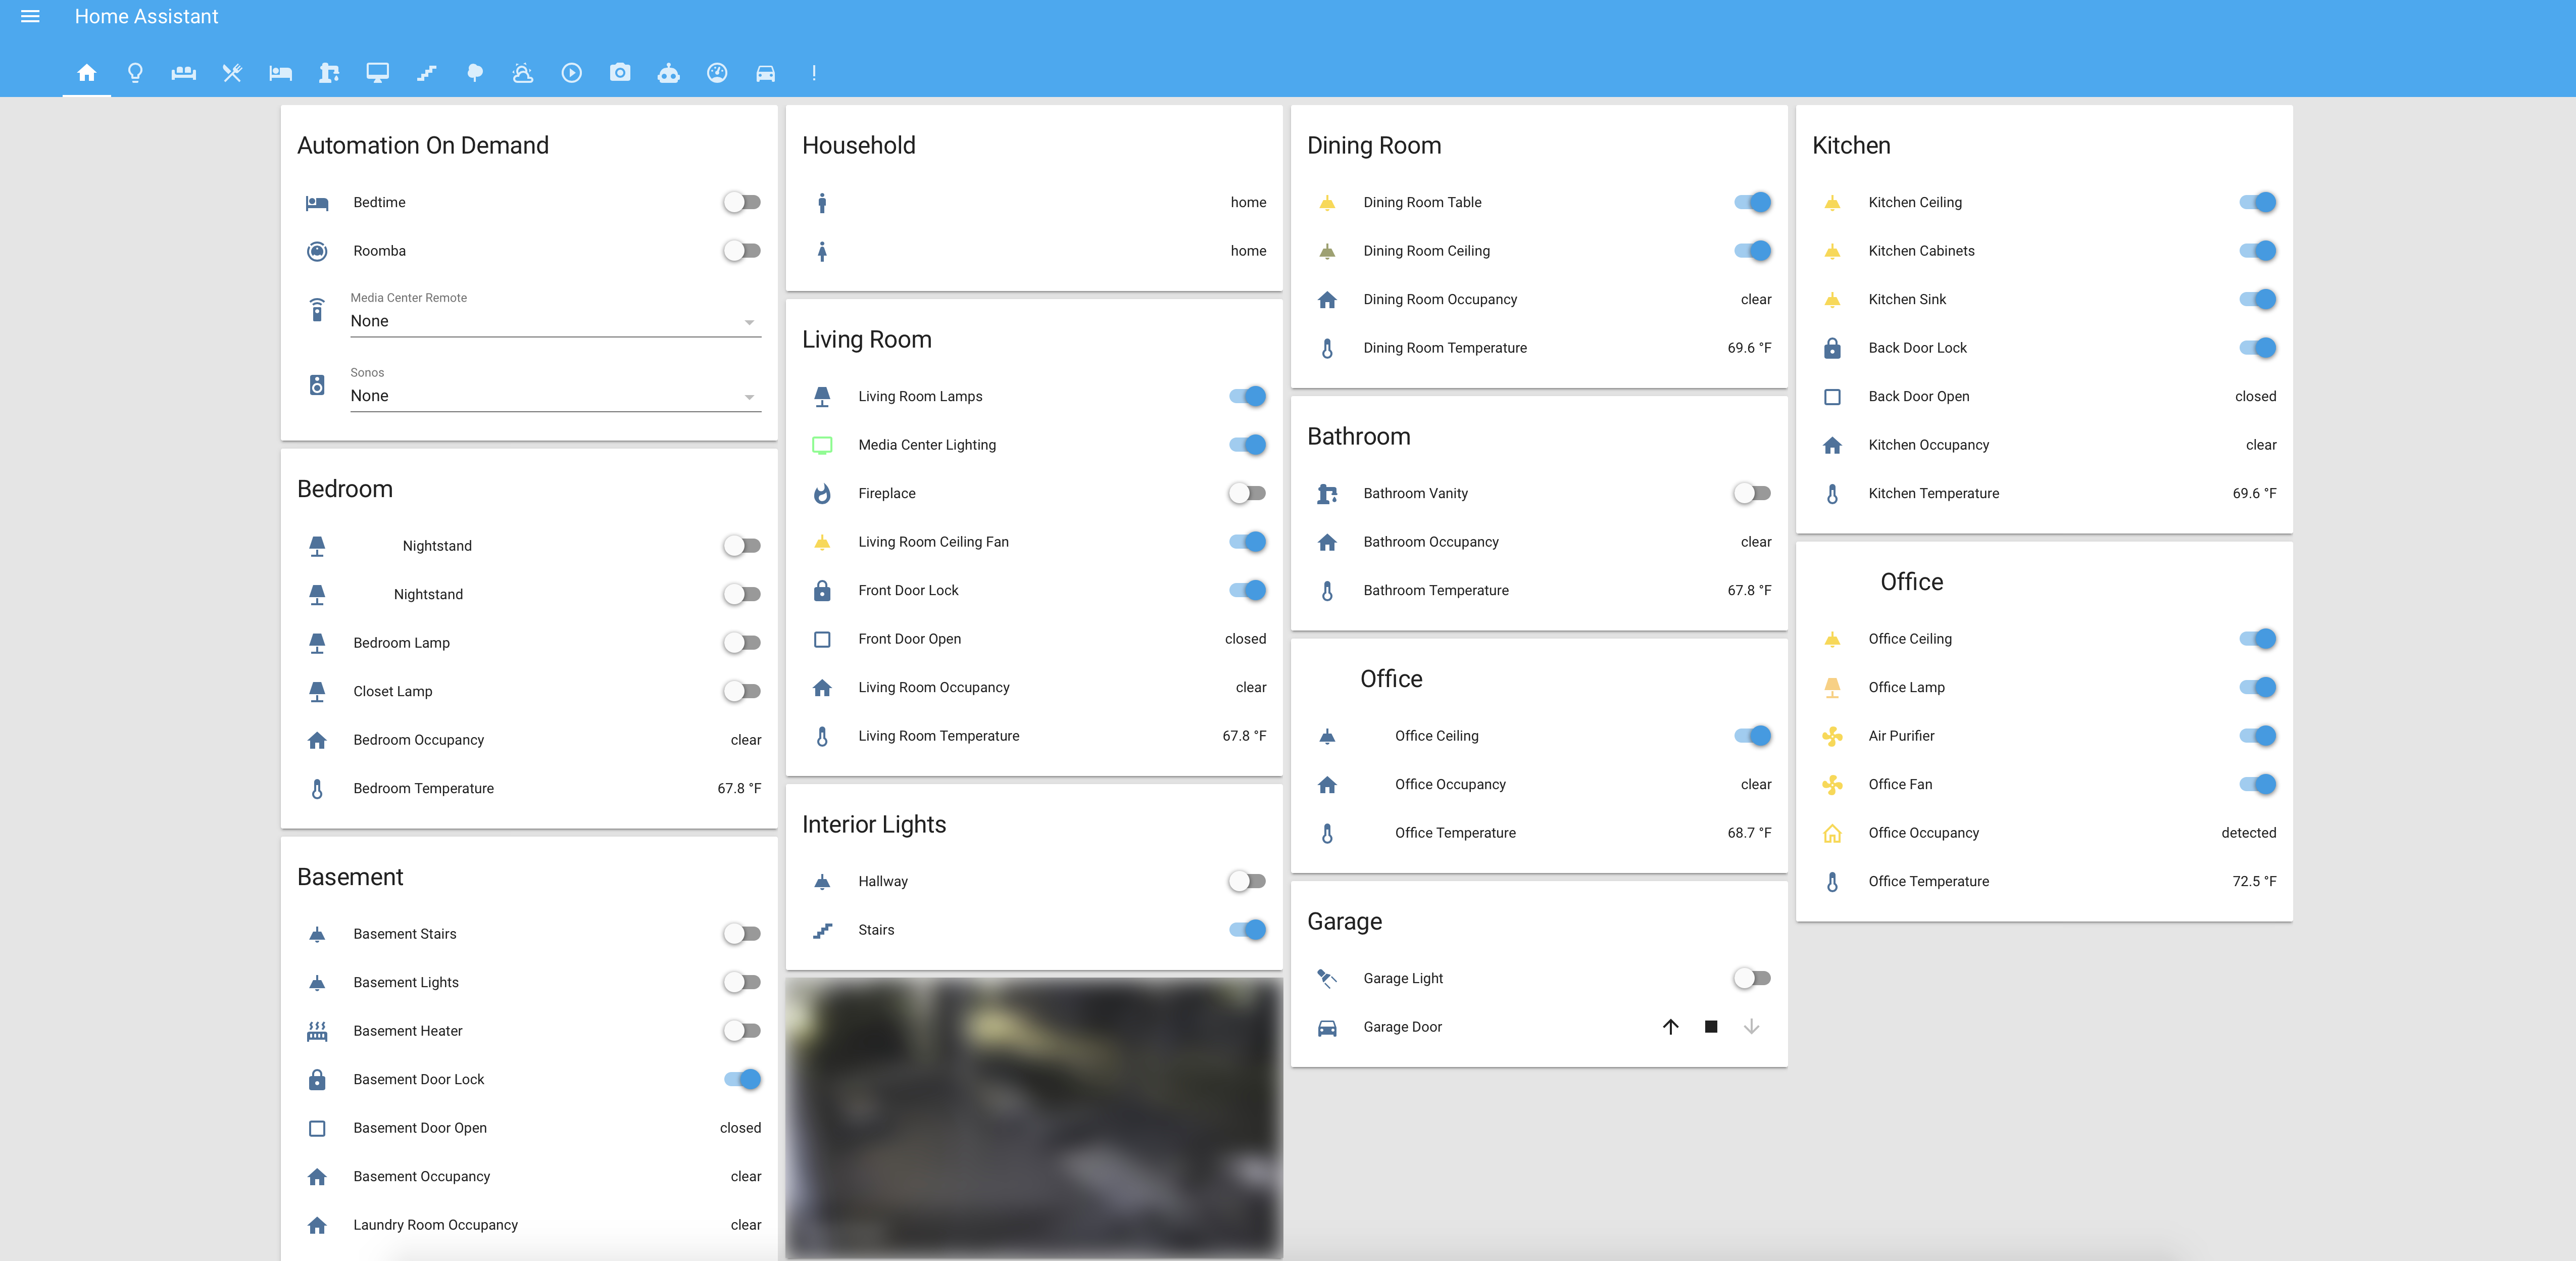 Home Assistant
Automation On Demand
Bedtime
Roomba
Media Center Remote
None
Sonos
None
Bedroom
Nightstand
Nightstand
Bedroom Lamp
Closet Lamp
Bedroom Occupancy clear
Bedroom Temperature 67.8 °F
Basement
Basement Stairs
Basement Lights
Basement Heater
Basement Door Lock
Basement Door Open closed
Basement Occupancy clear
Laundry Room Occupancy clear
Household
home
home
Living Room
Living Room Lamps
Media Center Lighting
Fireplace
Living Room Ceiling Fan
Front Door Lock
Front Door Open closed
Living Room Occupancy clear
Living Room Temperature 67.8 °F
Interior Lights
Hallway
Stairs
Dining Room
Dining Room Table
Dining Room Ceiling
Dining Room Occupancy clear
Dining Room Temperature 69.6 °F
Bathroom
Bathroom Vanity
Bathroom Occupancy clear
Bathroom Temperature 67.8 °F
Office
Office Ceiling
Office Occupancy clear
Office Temperature 68.7 °F
Garage
Garage Light
Garage Door
Kitchen
Kitchen Ceiling
Kitchen Cabinets
Kitchen Sink
Back Door Lock
Back Door Open closed
Kitchen Occupancy clear
Kitchen Temperature 69.6 °F
Office
Office Ceiling
Office Lamp
Air Purifier
Office Fan
Office Occupancy detected
Office Temperature 72.5 °F